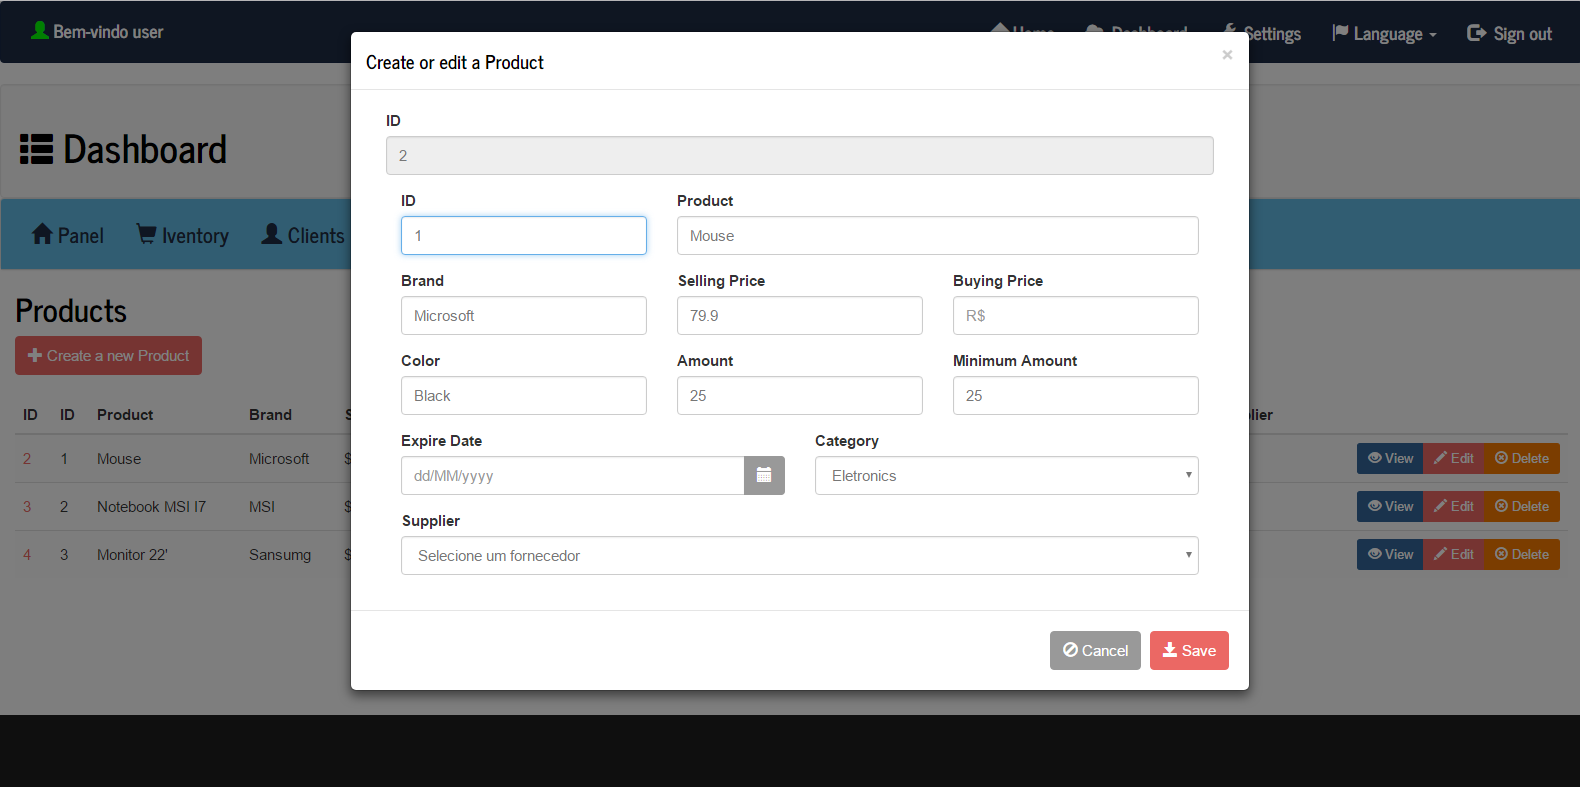 Bem-vindo user
Home Dashboard Settings Language Sign out
Create or edit a Product ×
Dashboard
Panel Iventory Clients
Products
Create a new Product
ID ID Product Brand S lier
2 1 Mouse Microsoft $ View Edit Delete
3 2 Notebook MSI I7 MSI $ View Edit Delete
4 3 Monitor 22' Sansumg $ View Edit Delete
ID
2
ID Product
1 Mouse
Brand Selling Price Buying Price
Microsoft 79.9 R$
Color Amount Minimum Amount
Black 25 25
Expire Date Category
dd/MM/yyyy Eletronics
Supplier
Selecione um fornecedor
Cancel Save